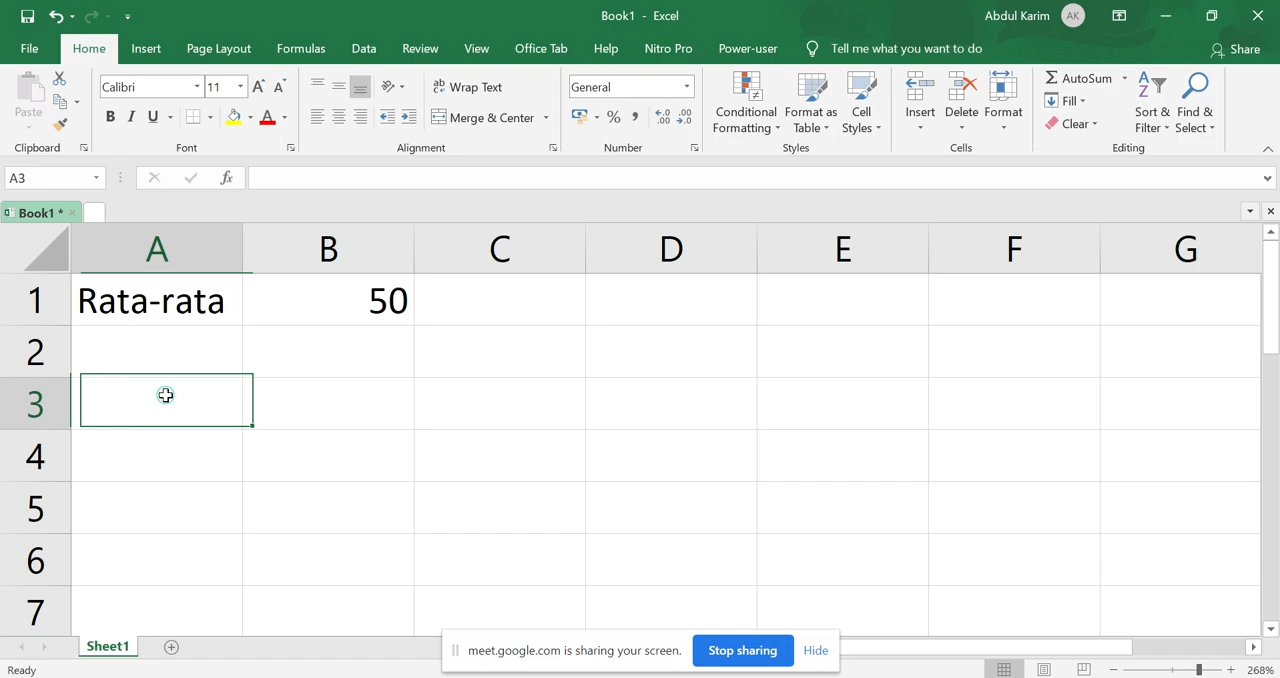 Book1 - Excel
Abdul Karim AK
File Home Insert Page Layout Formulas Data Review View Office Tab Help Nitro Pro Power-user Tell me what you want to do Share
Paste
Calibri 11
B I U A
Wrap Text
Merge & Center
General
%
Conditional Formatting
Format as Table
Cell Styles
Insert
Delete
Format
AutoSum
Fill
Clear
Sort & Filter
Find & Select
Clipboard Font Alignment Number Styles Cells Editing
A3 fx
Book1 *
A B C D E F G
1 Rata-rata 50
2
3
4
5
6
7
Sheet1
meet.google.com is sharing your screen. Stop sharing Hide
Ready 268%